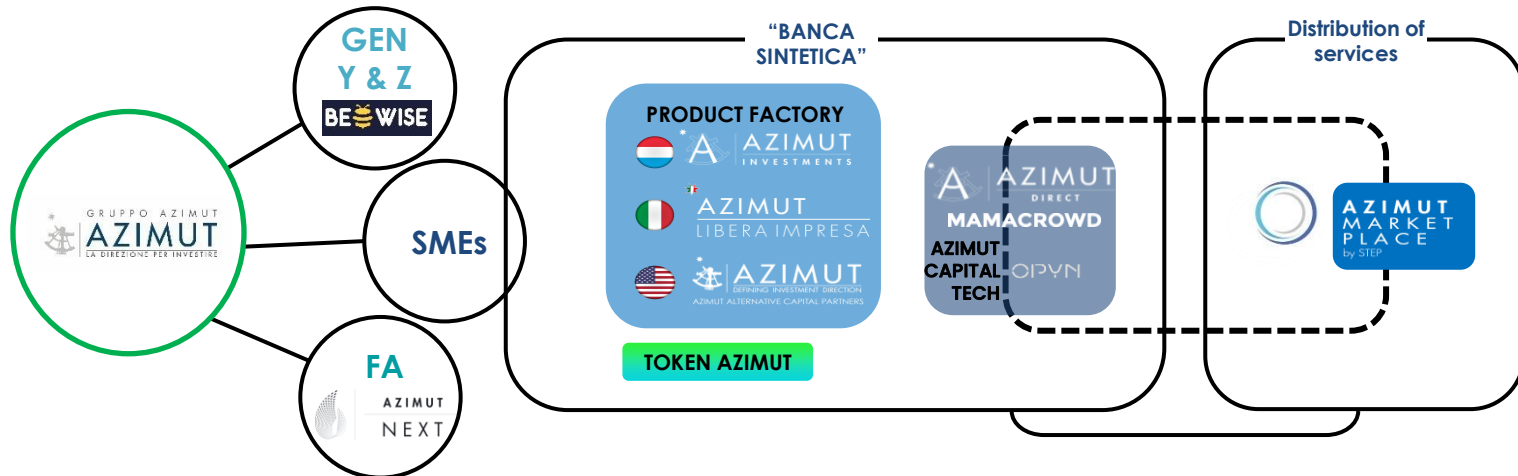 GRUPPO AZIMUT
AZIMUT
LA DIREZIONE PER INVESTIRE
GEN
Y & Z
BEWISE
SMEs
FA
AZIMUT
NEXT
“BANCA
SINTETICA”
PRODUCT FACTORY
AZIMUT
INVESTMENTS
AZIMUT
LIBERA IMPRESA
AZIMUT
DEFINING INVESTMENT DIRECTION
AZIMUT ALTERNATIVE CAPITAL PARTNERS
TOKEN AZIMUT
AZIMUT
DIRECT
MAMACROWD
AZIMUT
CAPITAL
TECH
OPYN
Distribution of
services
AZIMUT
MARKET
PLACE
by STEP